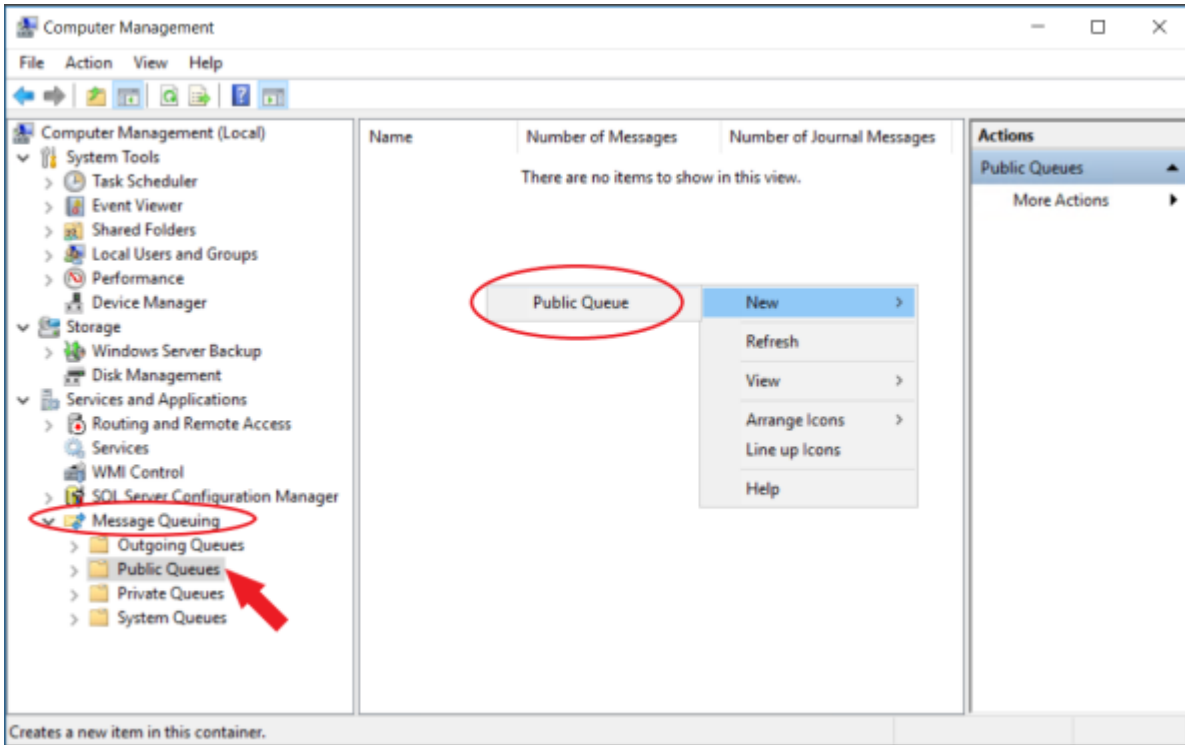 Computer Management
File Action View Help
Computer Management (Local)
System Tools
Task Scheduler
Event Viewer
Shared Folders
Local Users and Groups
Performance
Device Manager
Storage
Windows Server Backup
Disk Management
Services and Applications
Routing and Remote Access
Services
WMI Control
SQL Server Configuration Manager
Message Queuing
Outgoing Queues
Public Queues
Private Queues
System Queues
Name Number of Messages Number of Journal Messages
There are no items to show in this view.
Public Queue
New
Refresh
View
Arrange Icons
Line up Icons
Help
Actions
Public Queues
More Actions
Creates a new item in this container.